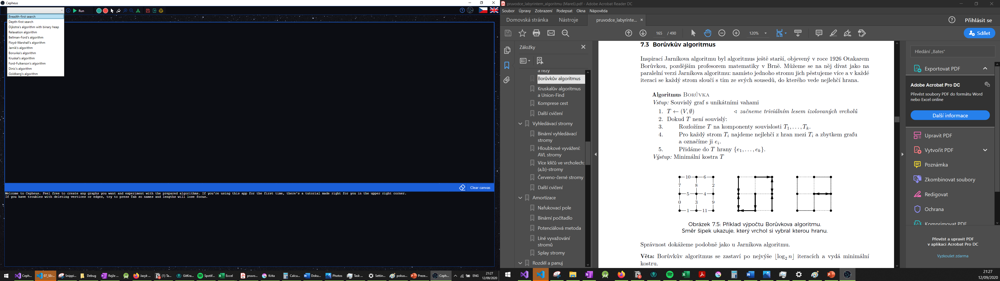 Cepheus
Run
Breadth-first search
Depth-first search
Dijkstra's algorithm with binary heap
Relaxation algorithm
Bellman-Ford's algorithm
Floyd-Warshall's algorithm
Jarnik's algorithm
Boruvka's algorithm
Kruskal's algorithm
Ford-Fulkerson's algorithm
Dinic's algorithm
Goldberg's algorithm
Clear canvas
Welcome to Cepheus. Feel free to create any graphs you want and experiment with the prepared algorithms. If you're using this app for the first time, there's a tutorial made right for you in the upper right corner.
If you have troubles with deleting vertices or edges, try to press Tab so names and lengths will lose focus.
Ceph...
07_SEr...
Snippi...
Debug
Rejže ...
Jazyk ...
(1) Ta...
GitKra...
Spotif...
Excel
pruvo...
Krita
Calcu...
Doku...
Photos
Task ...
Settin...
pokus...
Preze...
Ceph...
ENG
21:27
12/09/2020
pruvodce_labyrintem_algoritmu (Mareš).pdf - Adobe Acrobat Reader DC
Soubor Úpravy Zobrazení Podepsat Okna Nápověda
Domovská stránka Nástroje pruvodce_labyrinte... Přihlásit se
165 / 490 120% Sdílet
Záložky
a řezy
Borůvkův algoritmus
Kruskalův algoritmus
a Union-Find
Komprese cest
Další cvičení
Vyhledávací stromy
Binární vyhledávací
stromy
Hloubkové vyvážení:
AVL stromy
Více klíčů ve vrcholech:
(a,b)-stromy
Červeno-černé stromy
Další cvičení
Amortizace
Nafukovací pole
Binární počítadlo
Potenciálová metoda
Líné vyvažování
stromů
Splay stromy
Rozděl a panuj
7.3 Borůvkův algoritmus
Inspirací Jarníkova algoritmu byl algoritmus ještě starší, objevený v roce 1926 Otakarem
Borůvkou, pozdějším profesorem matematiky v Brně. Můžeme se na něj dívat jako na
paralelní verzi Jarníkova algoritmu: namísto jednoho stromu jich pěstujeme více a v každé
iteraci se každý strom sloučí s tím ze svých sousedů, do kterého vede nejlehčí hrana.
Algoritmus BORŮVKA
Vstup: Souvislý graf s unikátními vahami
1. T ← (V, ∅) ◁ začneme triviálním lesem izolovaných vrcholů
2. Dokud T není souvislý:
3. Rozložíme T na komponenty souvislosti T₁, . . . , Tₖ.
4. Pro každý strom Tᵢ najdeme nejlehčí z hran mezi Tᵢ a zbytkem grafu
a označíme ji eᵢ.
5. Přidáme do T hrany {e₁, . . . , eₖ}.
Výstup: Minimální kostra T
10 6
7 8 2
5 4
0 3 9
1 11
Obrázek 7.5: Příklad výpočtu Borůvkova algoritmu.
Směr šipek ukazuje, který vrchol si vybral kterou hranu.
Správnost dokážeme podobně jako u Jarníkova algoritmu.
Věta: Borůvkův algoritmus se zastaví po nejvýše ⌊log₂ n⌋ iteracích a vydá minimální
kostru.
Hledání „Bates“
Exportovat PDF
Adobe Acrobat Pro DC
Převést soubory PDF do formátu Word
nebo Excel online
Další informace
Upravit PDF
Vytvořit PDF
Poznámka
Zkombinovat soubory
Redigovat
Ochrana
Komprimovat PDF
Převést a upravit PDF
v aplikaci Acrobat Pro DC
Vyzkoušet zdarma
21:27
12/09/2020